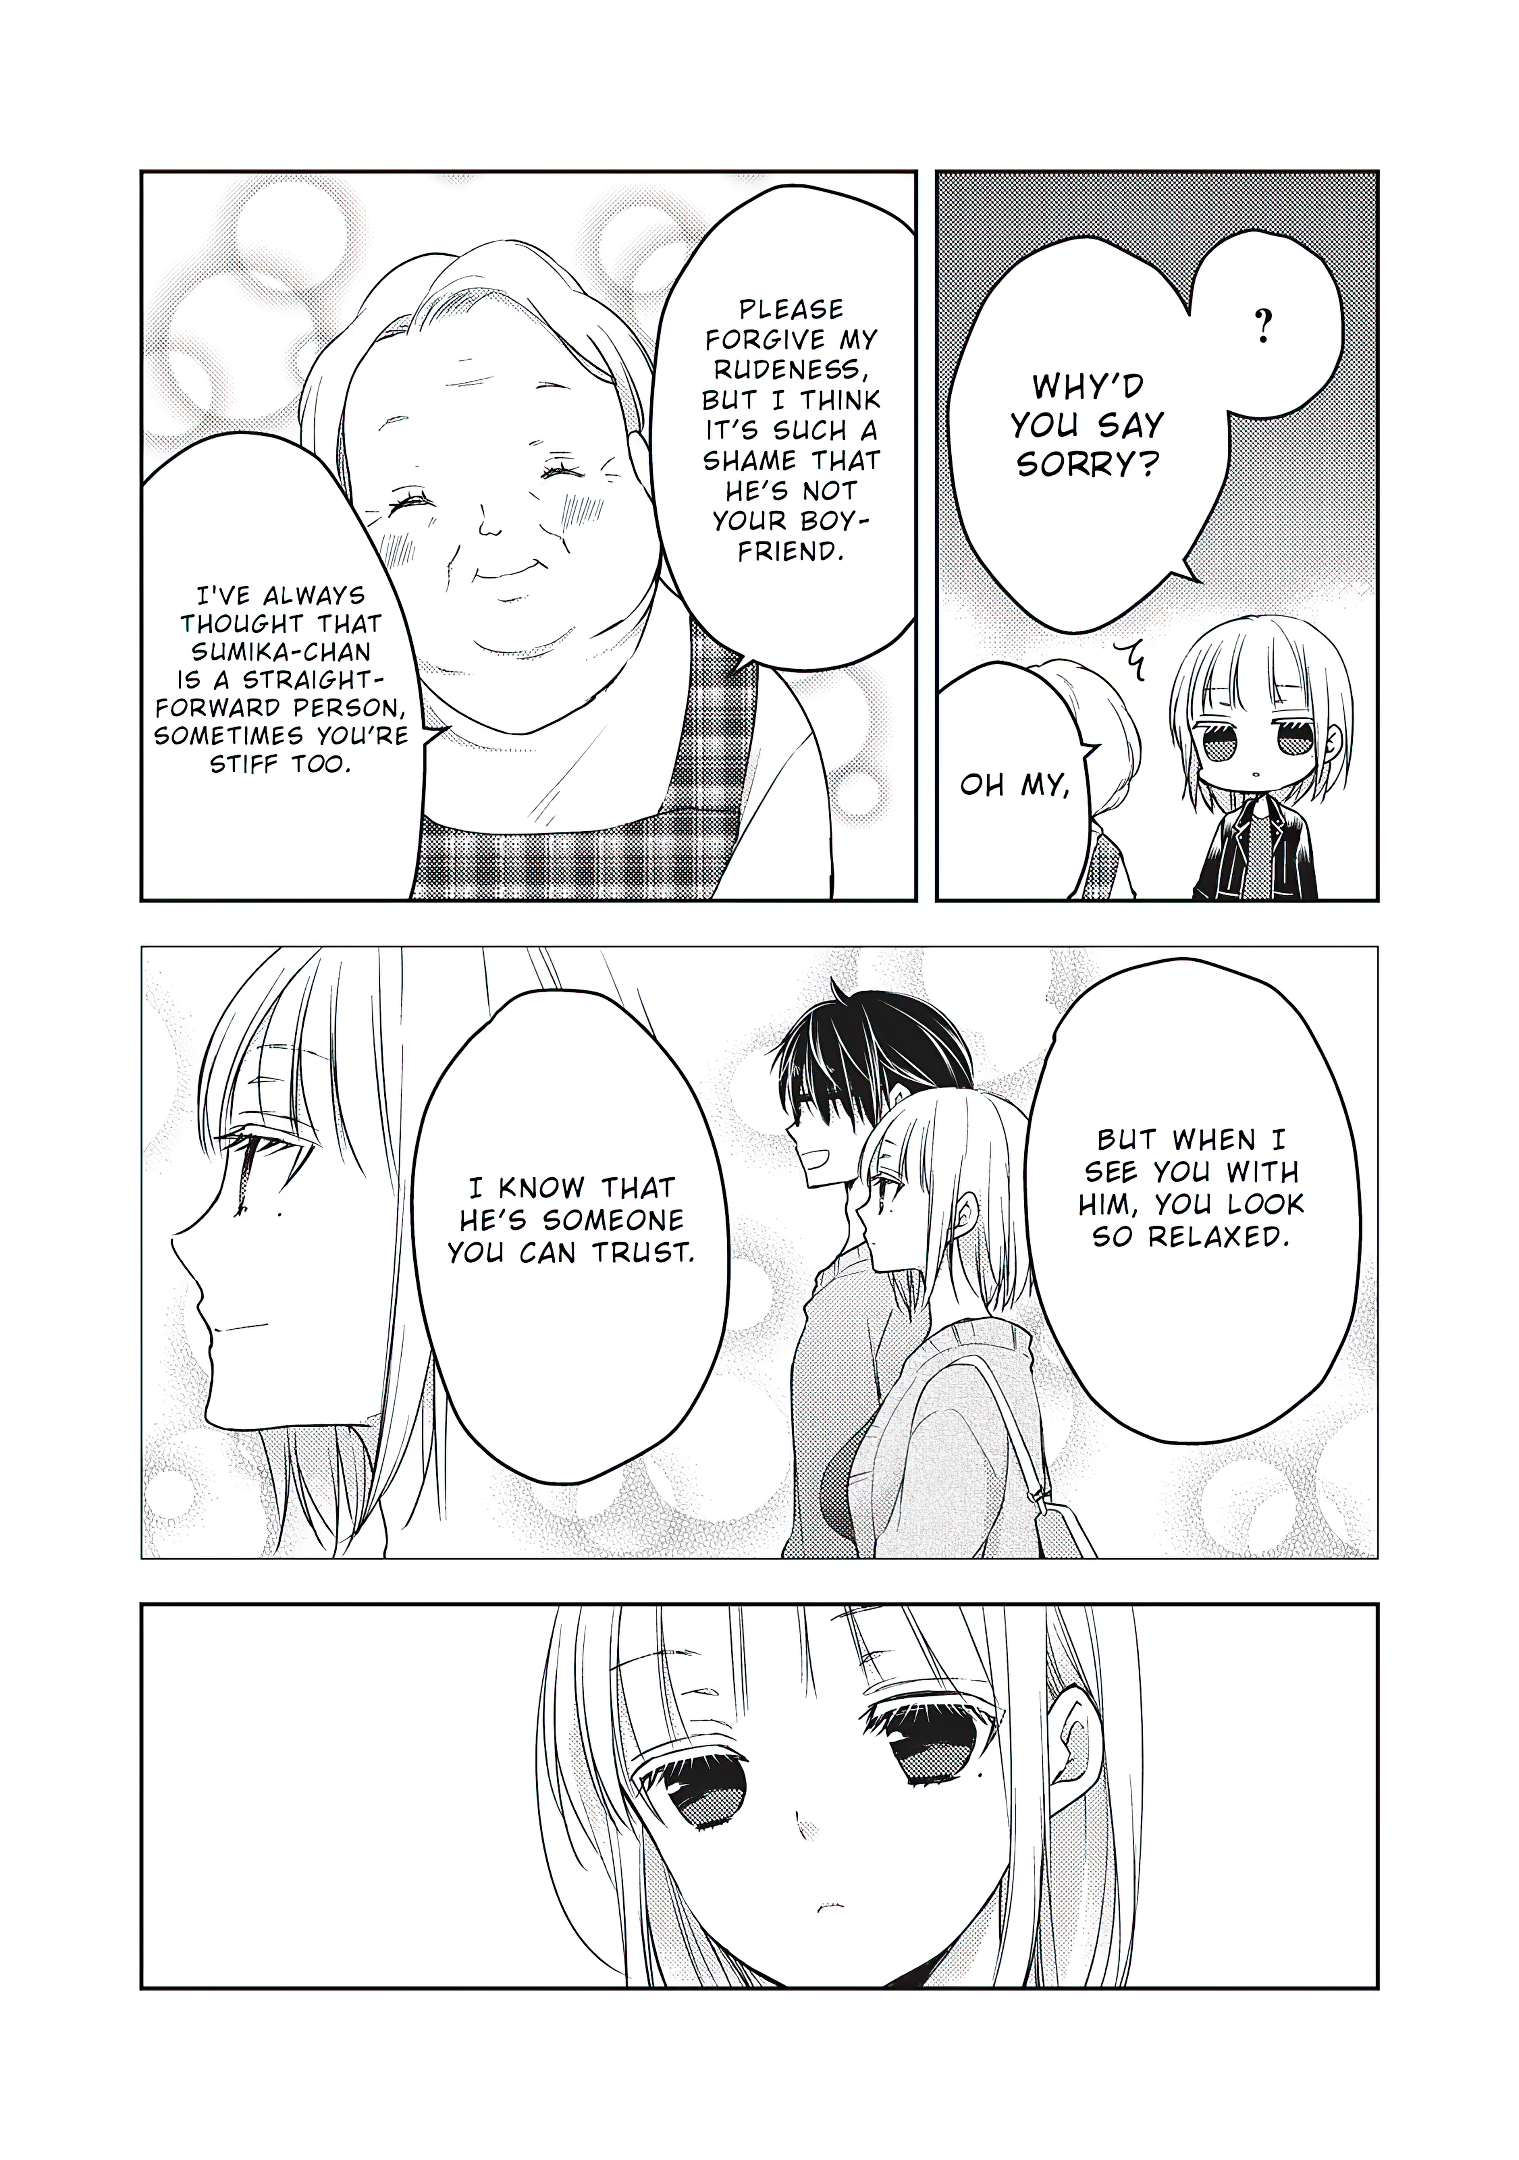 ?
WHY'D
YOU SAY
SORRY?
OH MY,
PLEASE
FORGIVE MY
RUDENESS,
BUT I THINK
IT'S SUCH A
SHAME THAT
HE'S NOT
YOUR BOY-
FRIEND.
I'VE ALWAYS
THOUGHT THAT
SUMIKA-CHAN
IS A STRAIGHT-
FORWARD PERSON,
SOMETIMES YOU'RE
STIFF TOO.
BUT WHEN I
SEE YOU WITH
HIM, YOU LOOK
SO RELAXED.
I KNOW THAT
HE'S SOMEONE
YOU CAN TRUST.